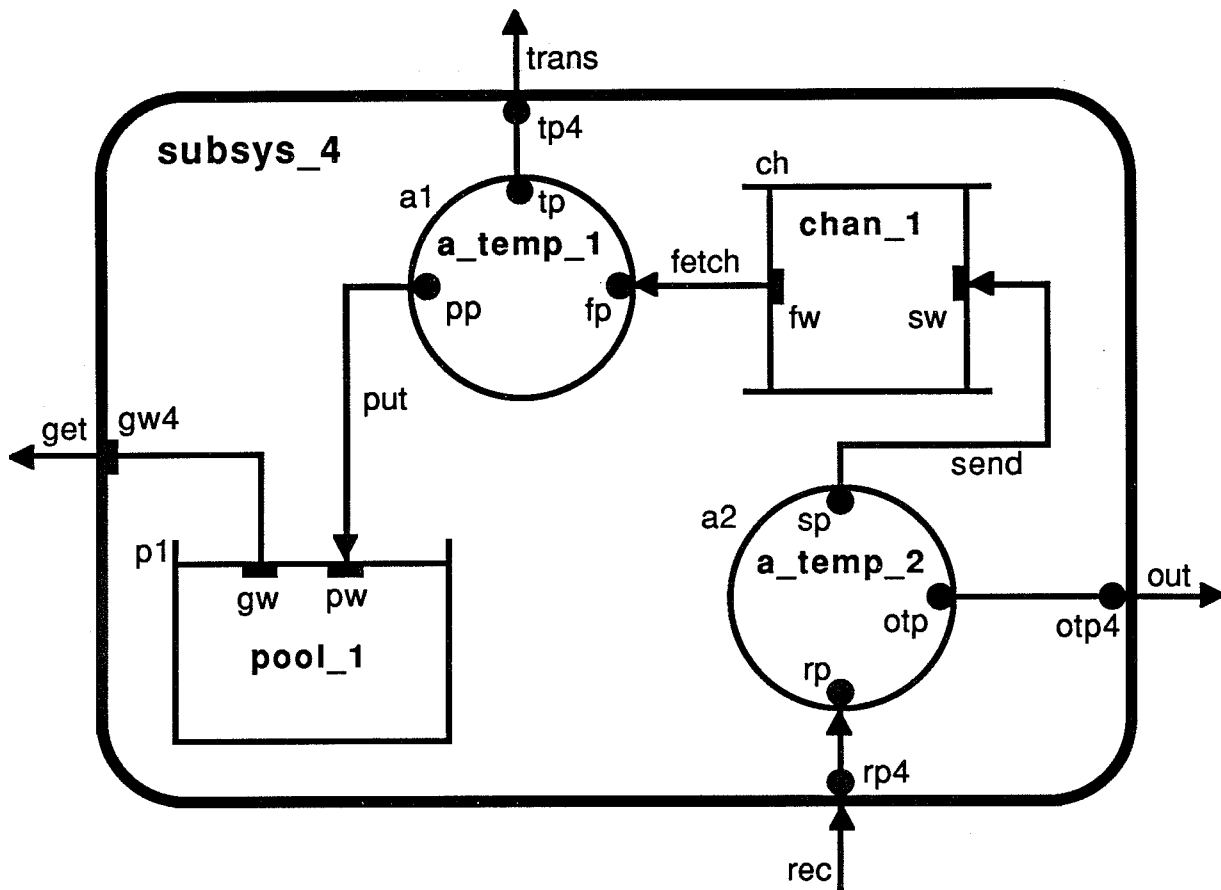 trans
tp4
subsys_4
ch
a1
tp
chan_1
a_temp_1
fetch
pp
fp
fw
sw
put
get
gw4
send
a2
sp
p1
a_temp_2
out
gw
pw
otp
otp4
pool_1
rp
rp4
rec